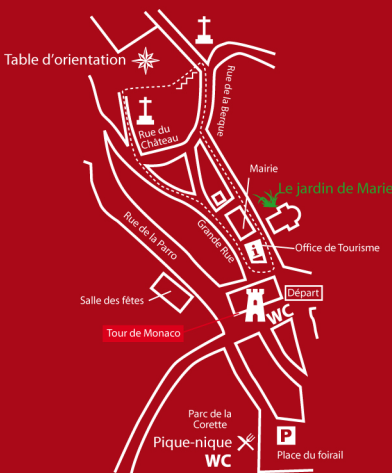 Table d'orientation
Rue de la Berque
Rue du
Château
Mairie
Le jardin de Marie
Grande Rue
Rue de la Parro
i
Office de Tourisme
Salle des fêtes
Départ
WC
Tour de Monaco
Parc de la
Corette
Pique-nique
WC
P
Place du foirail